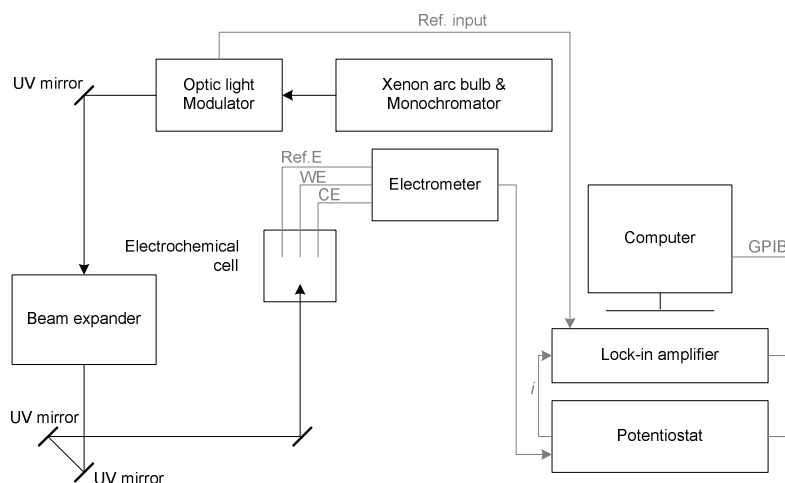 Ref. input
UV mirror
Optic light
Modulator
Xenon arc bulb &
Monochromator
Ref.E
WE
CE
Electrometer
Electrochemical
cell
Computer
GPIB
Beam expander
Lock-in amplifier
i
Potentiostat
UV mirror
UV mirror